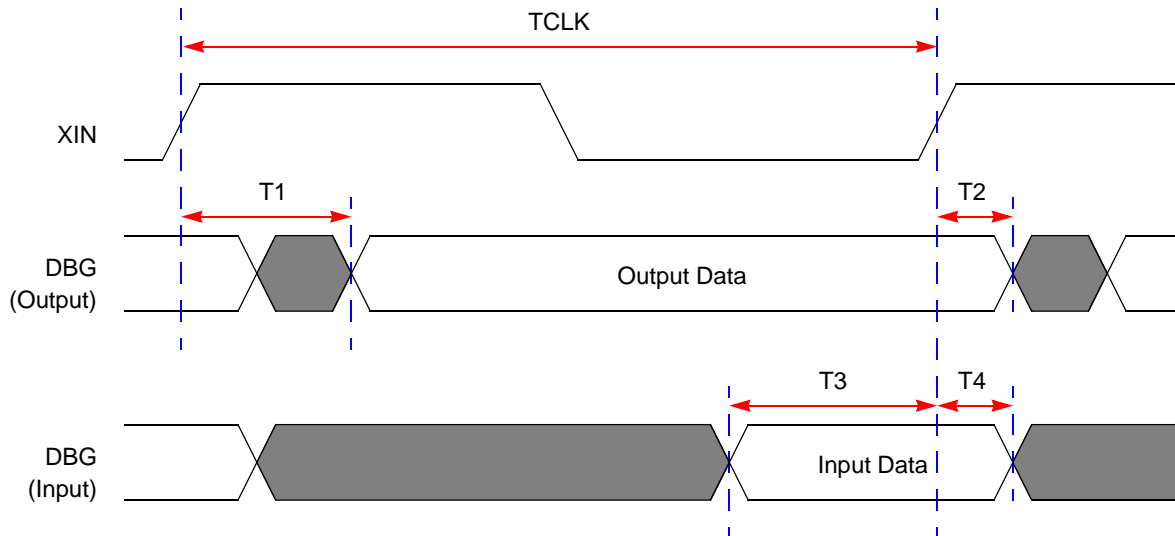 TCLK
XIN
T1
T2
DBG
(Output)
Output Data
T3
T4
DBG
(Input)
Input Data